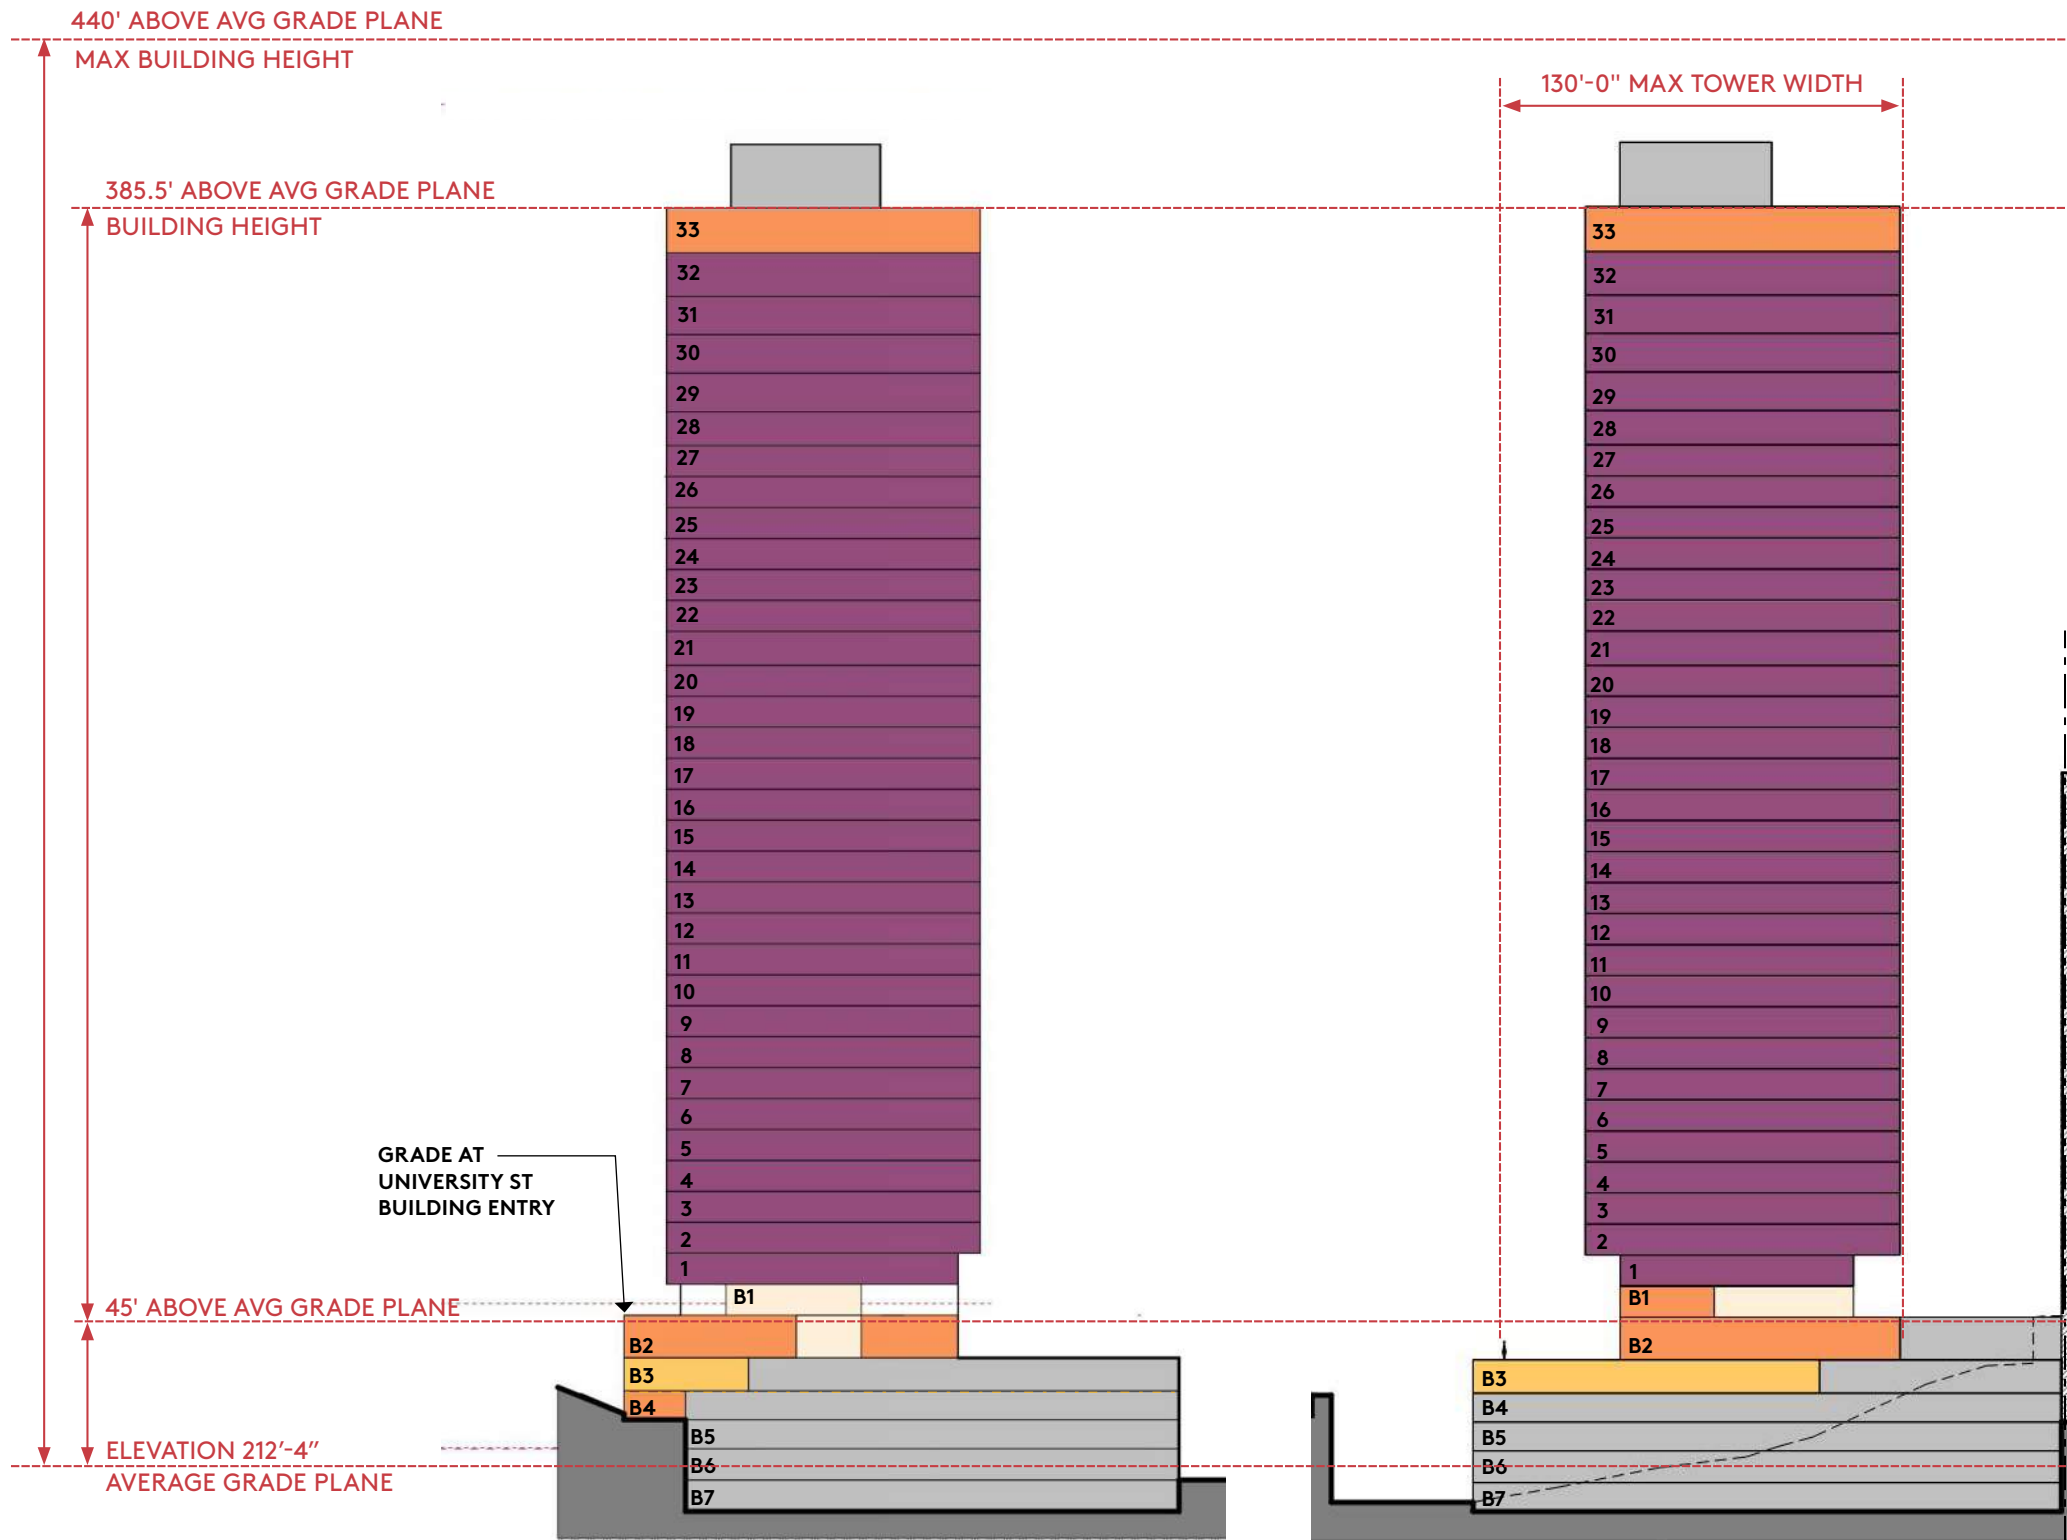 440' ABOVE AVG GRADE PLANE
MAX BUILDING HEIGHT
130'-0" MAX TOWER WIDTH
385.5' ABOVE AVG GRADE PLANE
BUILDING HEIGHT
33
32
31
30
29
28
27
26
25
24
23
22
21
20
19
18
17
16
15
14
13
12
11
10
9
8
7
6
5
4
3
2
1
B1
B2
B3
B4
B5
B6
B7
GRADE AT
UNIVERSITY ST
BUILDING ENTRY
45' ABOVE AVG GRADE PLANE
ELEVATION 212'-4"
AVERAGE GRADE PLANE
33
32
31
30
29
28
27
26
25
24
23
22
21
20
19
18
17
16
15
14
13
12
11
10
9
8
7
6
5
4
3
2
1
B1
B2
B3
B4
B5
B6
B7